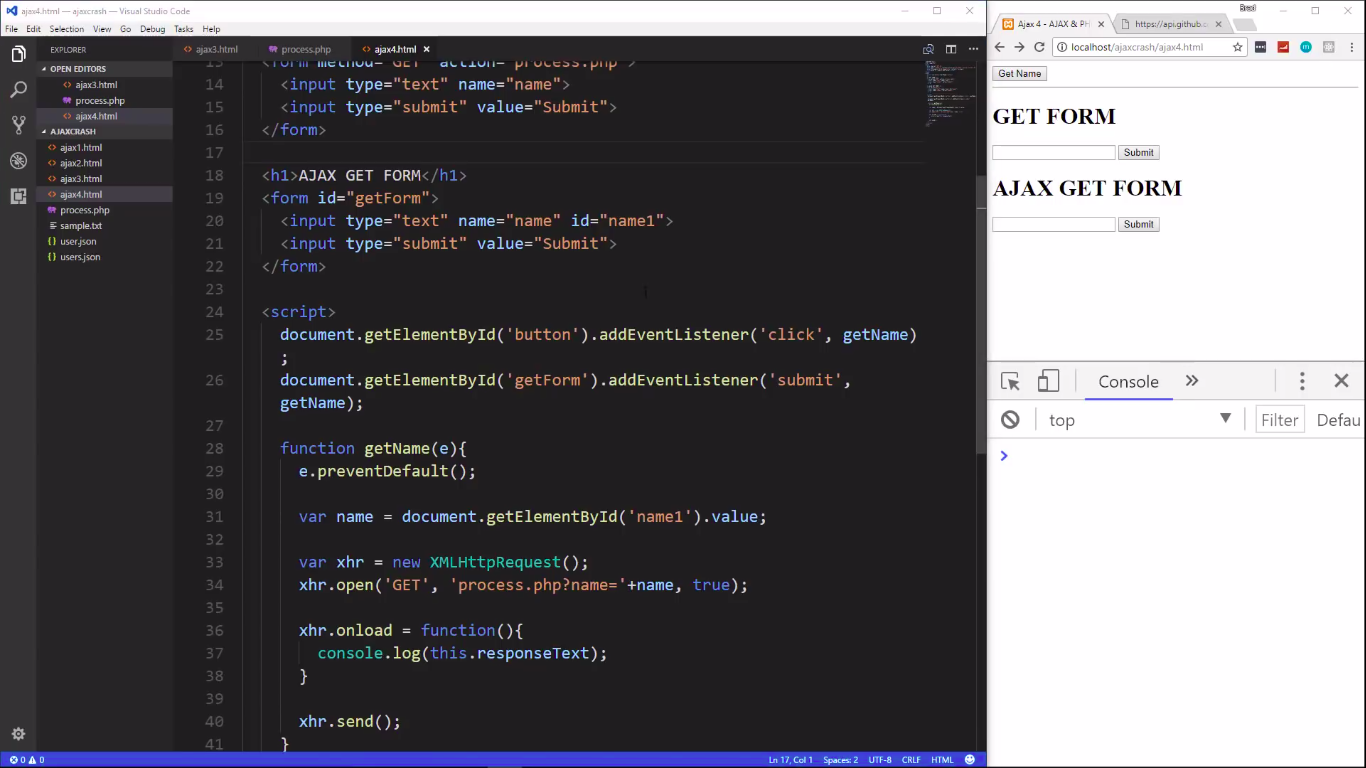 ajax4.html — ajaxcrash — Visual Studio Code
File Edit Selection View Go Debug Tasks Help
EXPLORER
OPEN EDITORS
ajax3.html
process.php
ajax4.html
AJAXCRASH
ajax1.html
ajax2.html
ajax3.html
ajax4.html
process.php
sample.txt
user.json
users.json
ajax3.html process.php ajax4.html
13 <form method="GET" action="process.php">
14 <input type="text" name="name">
15 <input type="submit" value="Submit">
16 </form>
17
18 <h1>AJAX GET FORM</h1>
19 <form id="getForm">
20 <input type="text" name="name" id="name1">
21 <input type="submit" value="Submit">
22 </form>
23
24 <script>
25 document.getElementById('button').addEventListener('click', getName)
;
26 document.getElementById('getForm').addEventListener('submit',
getName);
27
28 function getName(e){
29 e.preventDefault();
30
31 var name = document.getElementById('name1').value;
32
33 var xhr = new XMLHttpRequest();
34 xhr.open('GET', 'process.php?name='+name, true);
35
36 xhr.onload = function(){
37 console.log(this.responseText);
38 }
39
40 xhr.send();
41 }
0 0
Ln 17, Col 1 Spaces: 2 UTF-8 CRLF HTML
Brad
Ajax 4 - AJAX & PH https://api.github.c
localhost/ajaxcrash/ajax4.html
Get Name
GET FORM
Submit
AJAX GET FORM
Submit
Console
top Filter Defau